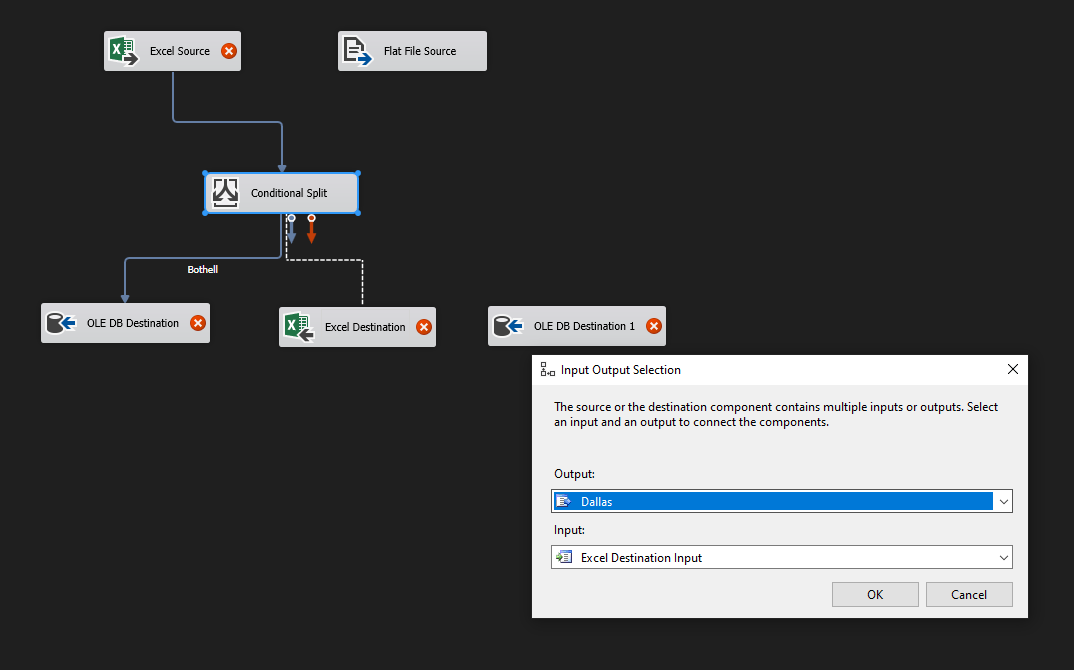 Excel Source
Flat File Source
Conditional Split
Bothell
OLE DB Destination
Excel Destination
OLE DB Destination 1
Input Output Selection
The source or the destination component contains multiple inputs or outputs. Select
an input and an output to connect the components.
Output:
Dallas
Input:
Excel Destination Input
OK
Cancel